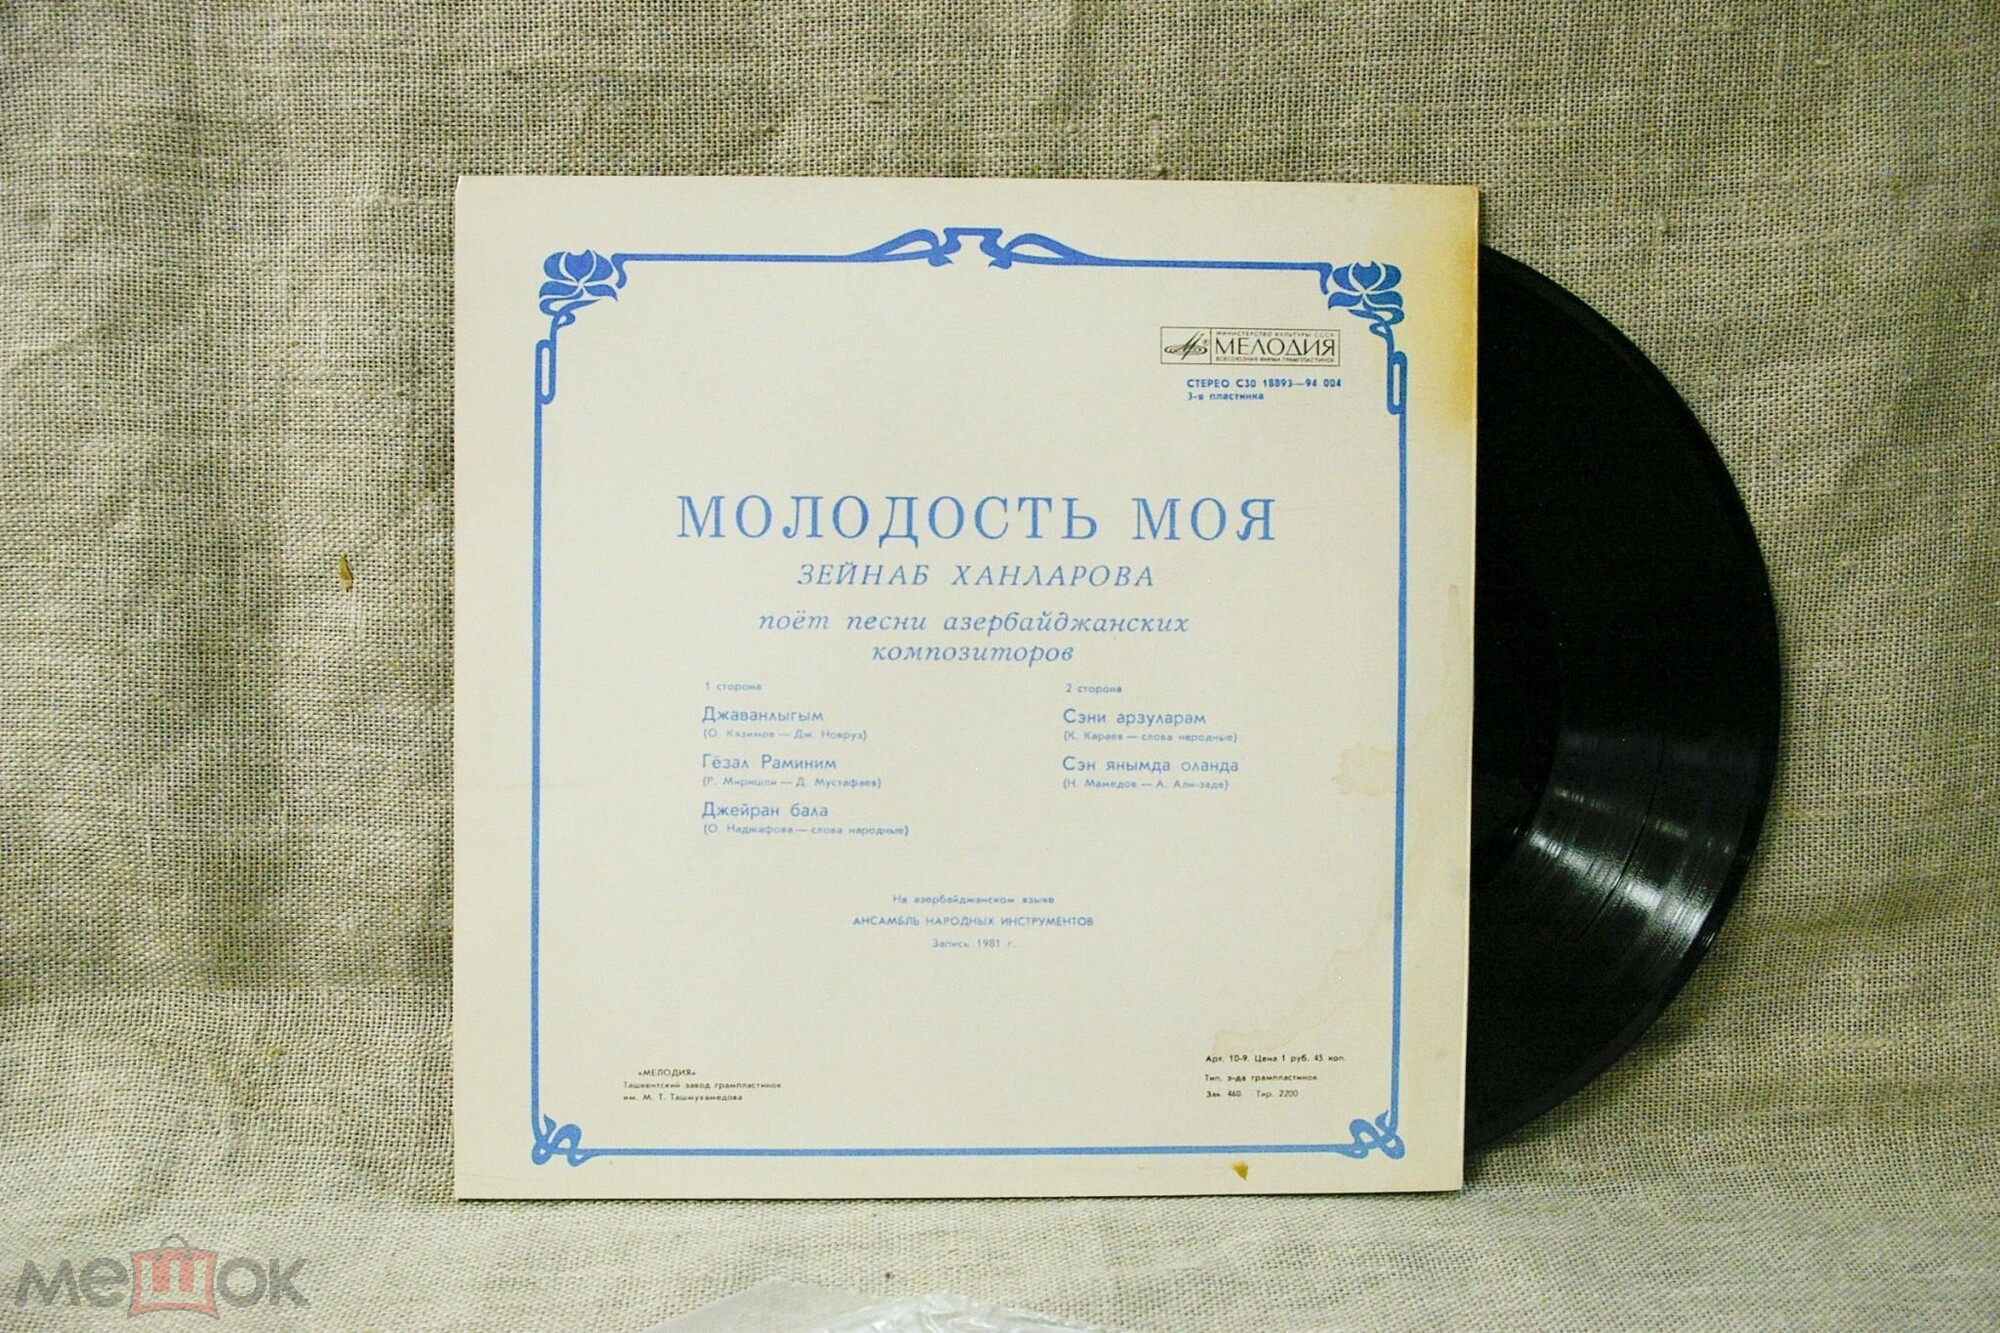 МИНИСТЕРСТВО КУЛЬТУРЫ СССР
МЕЛОДИЯ
ВСЕСОЮЗНАЯ ФИРМА ГРАМПЛАСТИНОК
СТЕРЕО С30 18893—94 004
3-я пластинка
МОЛОДОСТЬ МОЯ
ЗЕЙНАБ ХАНЛАРОВА
поёт песни азербайджанских
композиторов
1 сторона
Джаванлыгым
(О. Кязимов — Дж. Новруз)
Гёзал Раминим
(Р. Миришли — Д. Мустафаев)
Джейран бала
(О. Наджафова — слова народные)
2 сторона
Сэни арзуларам
(К. Караев — слова народные)
Сэн янымда оланда
(Н. Мамедов — А. Али-заде)
На азербайджанском языке
АНСАМБЛЬ НАРОДНЫХ ИНСТРУМЕНТОВ
Запись 1981 г.
«МЕЛОДИЯ»
Ташкентский завод грампластинок
им. М. Т. Ташмухамедова
Арт. 10-9. Цена 1 руб. 45 коп.
Тип. з-да грампластинок
Зак. 460. Тир. 2200
мешок